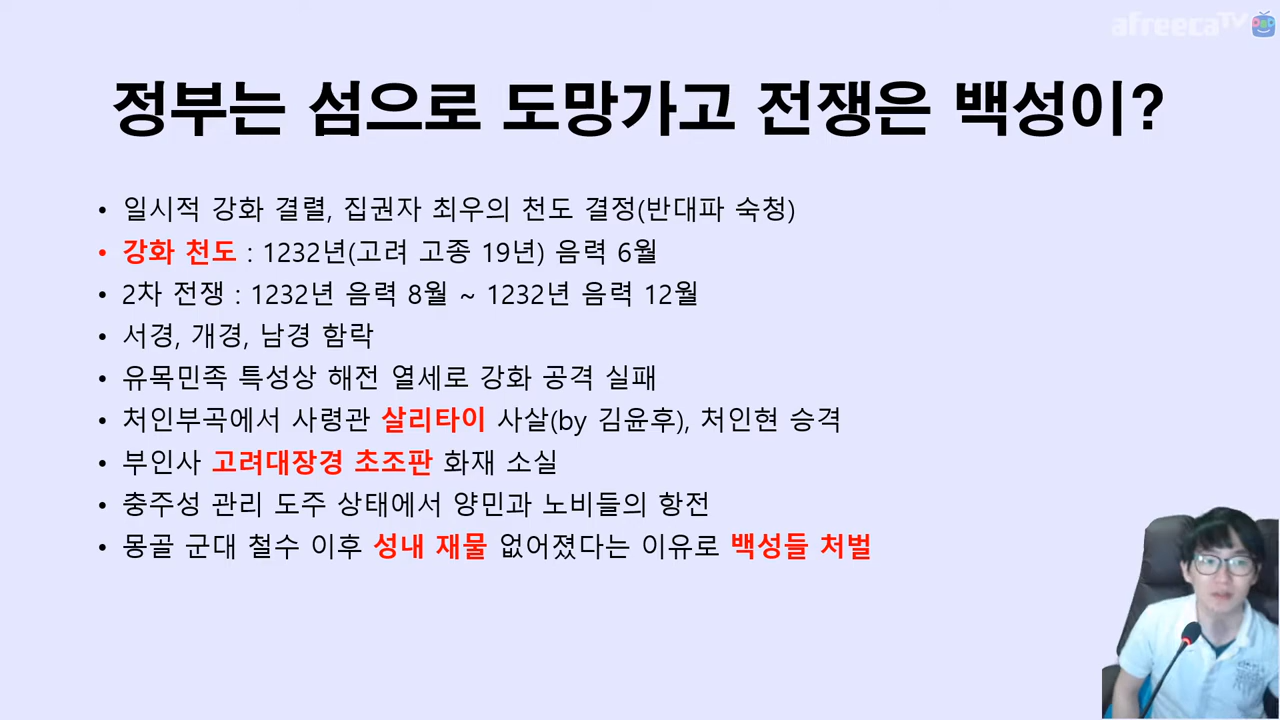 afreecaTV
정부는 섬으로 도망가고 전쟁은 백성이?
• 일시적 강화 결렬, 집권자 최우의 천도 결정(반대파 숙청)
• 강화 천도 : 1232년(고려 고종 19년) 음력 6월
• 2차 전쟁 : 1232년 음력 8월 ~ 1232년 음력 12월
• 서경, 개경, 남경 함락
• 유목민족 특성상 해전 열세로 강화 공격 실패
• 처인부곡에서 사령관 살리타이 사살(by 김윤후), 처인현 승격
• 부인사 고려대장경 초조판 화재 소실
• 충주성 관리 도주 상태에서 양민과 노비들의 항전
• 몽골 군대 철수 이후 성내 재물 없어졌다는 이유로 백성들 처벌